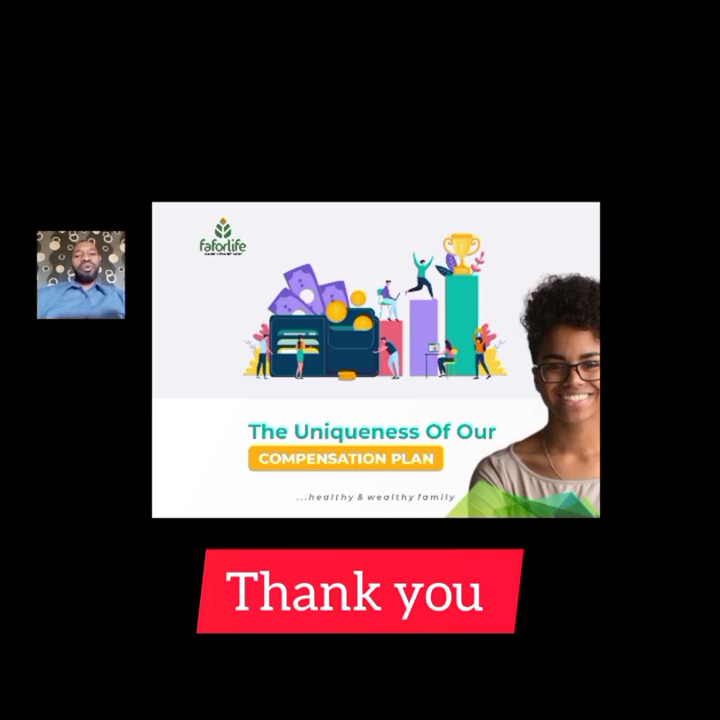 faforlife
The Uniqueness Of Our
COMPENSATION PLAN
...healthy & wealthy family
Thank you